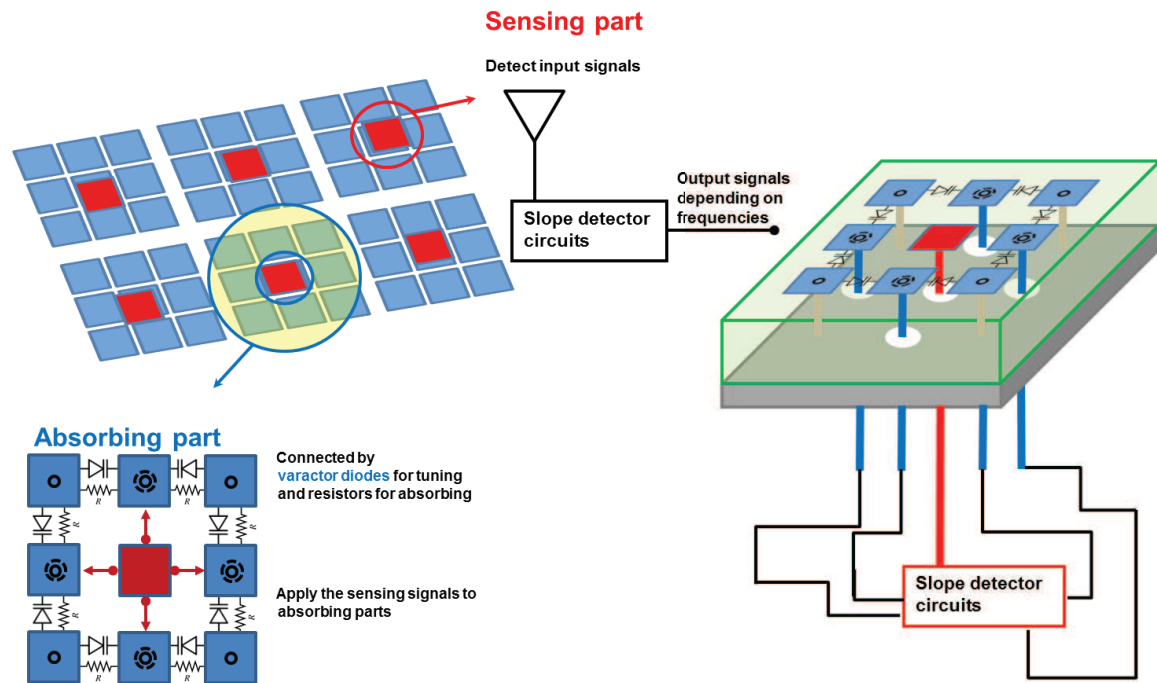 Sensing part
Detect input signals
Output signals
depending on
frequencies
Slope detector
circuits
Absorbing part
Connected by
varactor diodes for tuning
and resistors for absorbing
R
R
R
R
Apply the sensing signals to
absorbing parts
R
R
R
R
Slope detector
circuits